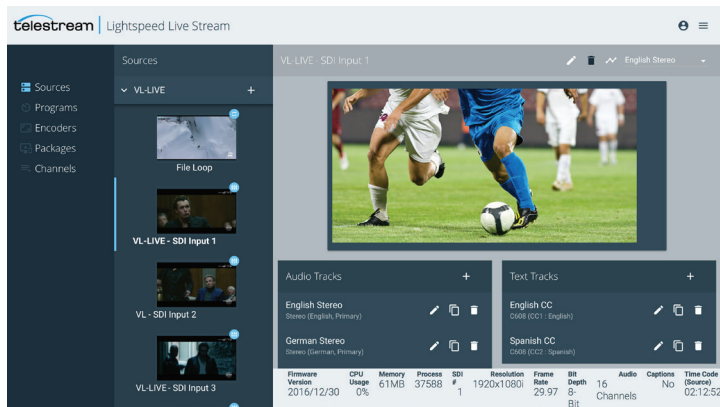 telestream Lightspeed Live Stream
Sources
Programs
Encoders
Packages
Channels
Sources
VL-LIVE +
File Loop
VL-LIVE - SDI Input 1
VL - SDI Input 2
VL-LIVE - SDI Input 3
VL-LIVE - SDI Input 1 English Stereo
Audio Tracks +
English Stereo
Stereo (English, Primary)
German Stereo
Stereo (German, Primary)
Text Tracks +
English CC
C608 (CC1 : English)
Spanish CC
C608 (CC2 : Spanish)
Firmware Version
2016/12/30
CPU Usage
0%
Memory
61MB
Process
37588
SDI #
1
Resolution
1920x1080i
Frame Rate
29.97
Bit Depth
8-Bit
Audio
16 Channels
Captions
No
Time Code (Source)
02:12:52